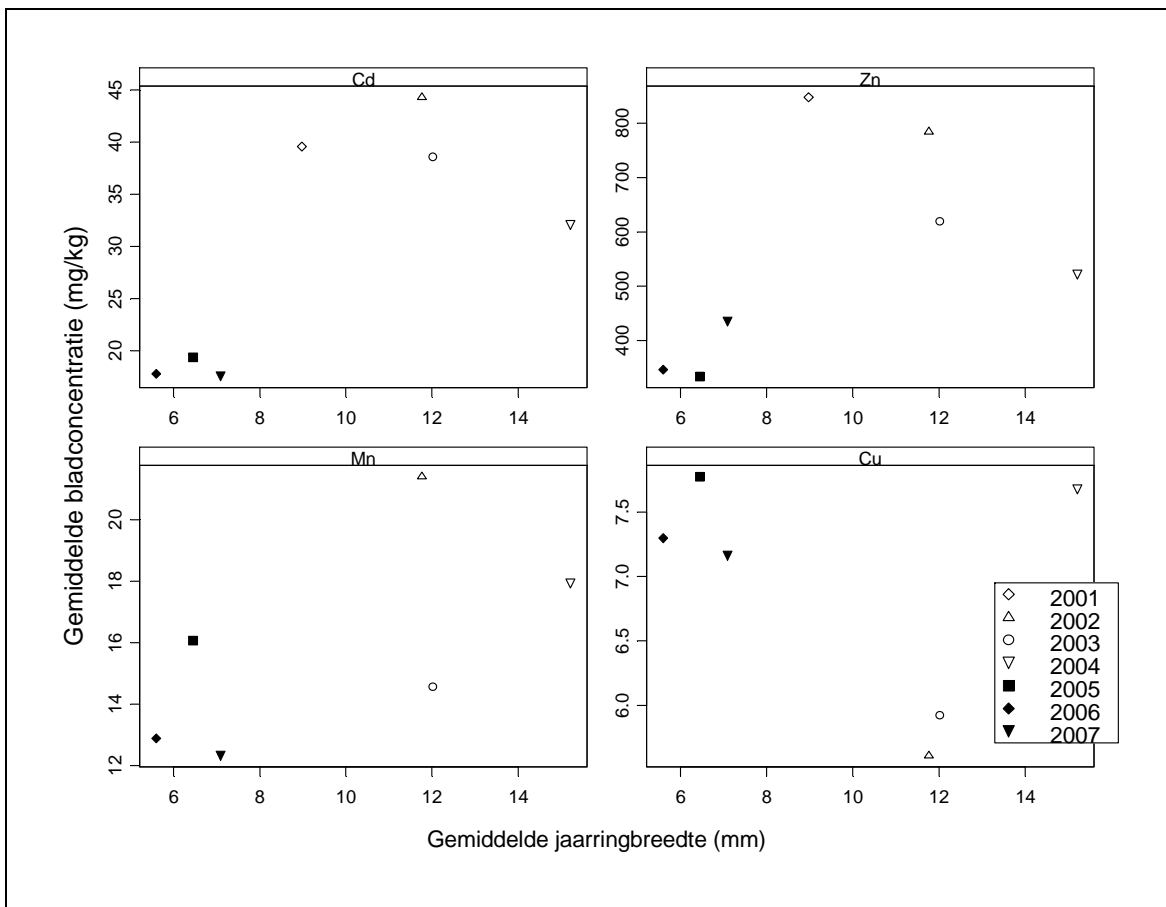 Cd
Zn
45
40
35
30
25
20
800
700
600
500
400
6 8 10 12 14
6 8 10 12 14
Mn
Cu
20
18
16
14
12
7.5
7.0
6.5
6.0
6 8 10 12 14
6 8 10 12 14
2001
2002
2003
2004
2005
2006
2007
Gemiddelde bladconcentratie (mg/kg)
Gemiddelde jaarringbreedte (mm)